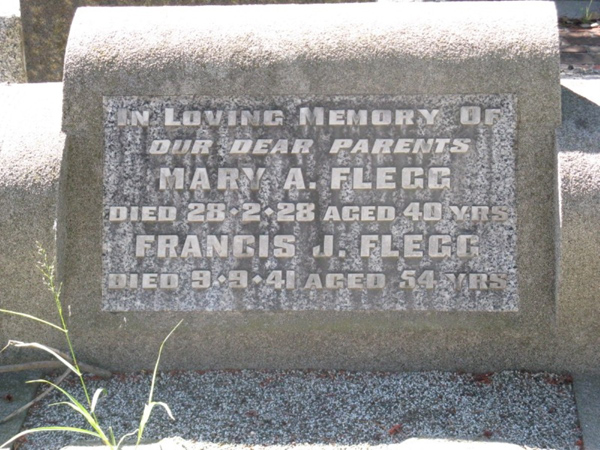 IN LOVING MEMORY OF
OUR DEAR PARENTS
MARY A. FLEGG
DIED 28·2·28 AGED 40 YRS
FRANCIS J. FLEGG
DIED 9·9·41 AGED 54 YRS